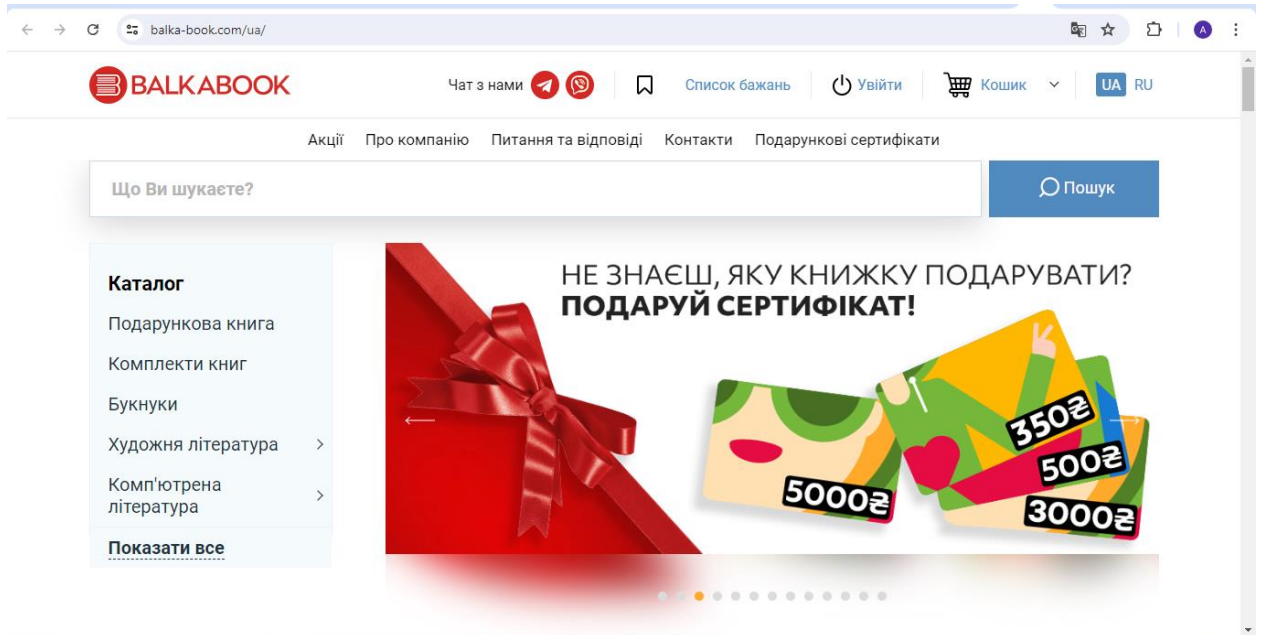 balka-book.com/ua/
A
BALKABOOK
Чат з нами
Список бажань
Увійти
Кошик
UA RU
Акції Про компанію Питання та відповіді Контакти Подарункові сертифікати
Що Ви шукаєте?
Пошук
Каталог
Подарункова книга
Комплекти книг
Букнуки
Художня література
Комп'ютрена
література
Показати все
НЕ ЗНАЄШ, ЯКУ КНИЖКУ ПОДАРУВАТИ?
ПОДАРУЙ СЕРТИФІКАТ!
350₴
500₴
5000₴
3000₴